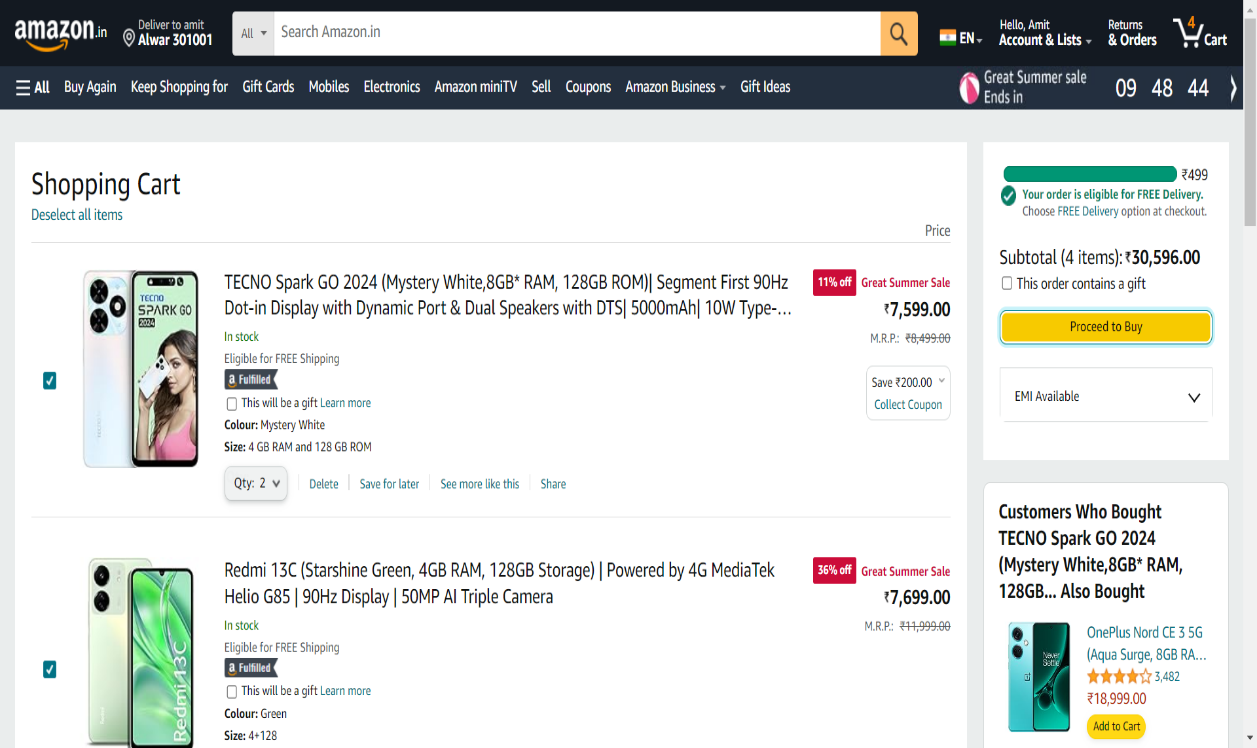 amazon.in
Deliver to amit
Alwar 301001
All
Search Amazon.in
EN
Hello, Amit
Account & Lists
Returns
& Orders
4
Cart
All
Buy Again
Keep Shopping for
Gift Cards
Mobiles
Electronics
Amazon miniTV
Sell
Coupons
Amazon Business
Gift Ideas
Great Summer sale
Ends in
09 48 44
Shopping Cart
Deselect all items
Price
TECNO
SPARK GO
2024
TECNO Spark GO 2024 (Mystery White,8GB* RAM, 128GB ROM)| Segment First 90Hz
Dot-in Display with Dynamic Port & Dual Speakers with DTS| 5000mAh| 10W Type-...
In stock
Eligible for FREE Shipping
a Fulfilled
This will be a gift Learn more
Colour: Mystery White
Size: 4 GB RAM and 128 GB ROM
Qty: 2
Delete
Save for later
See more like this
Share
11% off
Great Summer Sale
₹7,599.00
M.R.P.: ₹8,499.00
Save ₹200.00
Collect Coupon
Redmi 13C
Redmi 13C (Starshine Green, 4GB RAM, 128GB Storage) | Powered by 4G MediaTek
Helio G85 | 90Hz Display | 50MP AI Triple Camera
In stock
Eligible for FREE Shipping
a Fulfilled
This will be a gift Learn more
Colour: Green
Size: 4+128
36% off
Great Summer Sale
₹7,699.00
M.R.P.: ₹11,999.00
₹499
Your order is eligible for FREE Delivery.
Choose FREE Delivery option at checkout.
Subtotal (4 items): ₹30,596.00
This order contains a gift
Proceed to Buy
EMI Available
Customers Who Bought
TECNO Spark GO 2024
(Mystery White,8GB* RAM,
128GB... Also Bought
Never
Settle
OnePlus Nord CE 3 5G
(Aqua Surge, 8GB RA...
3,482
₹18,999.00
Add to Cart